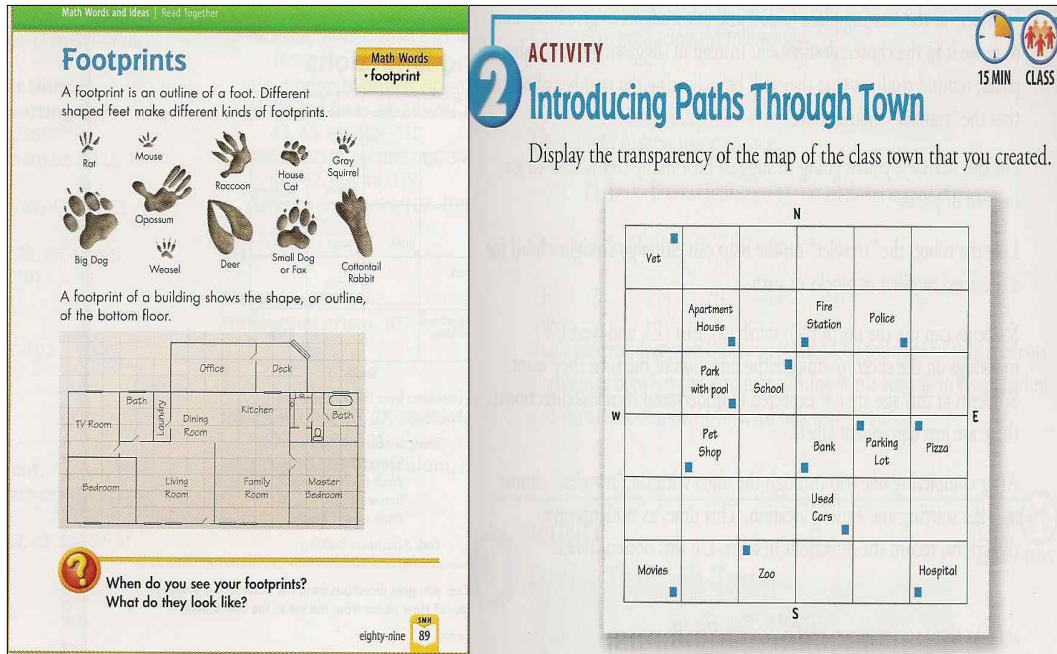 Math Words and Ideas | Read Together
Footprints
Math Words
• footprint
A footprint is an outline of a foot. Different
shaped feet make different kinds of footprints.
Rat
Mouse
Raccoon
House
Cat
Gray
Squirrel
Big Dog
Opossum
Weasel
Deer
Small Dog
or Fox
Cottontail
Rabbit
A footprint of a building shows the shape, or outline,
of the bottom floor.
Office
Deck
Bath
Laundry
Dining
Room
Kitchen
Bath
TV Room
Bedroom
Living
Room
Family
Room
Master
Bedroom
?
When do you see your footprints?
What do they look like?
eighty-nine
SMH
89
2
ACTIVITY
15 MIN CLASS
Introducing Paths Through Town
Display the transparency of the map of the class town that you created.
N
Vet
Apartment
House
Fire
Station
Police
Park
with pool
School
W
E
Pet
Shop
Bank
Parking
Lot
Pizza
Used
Cars
Movies
Zoo
Hospital
S